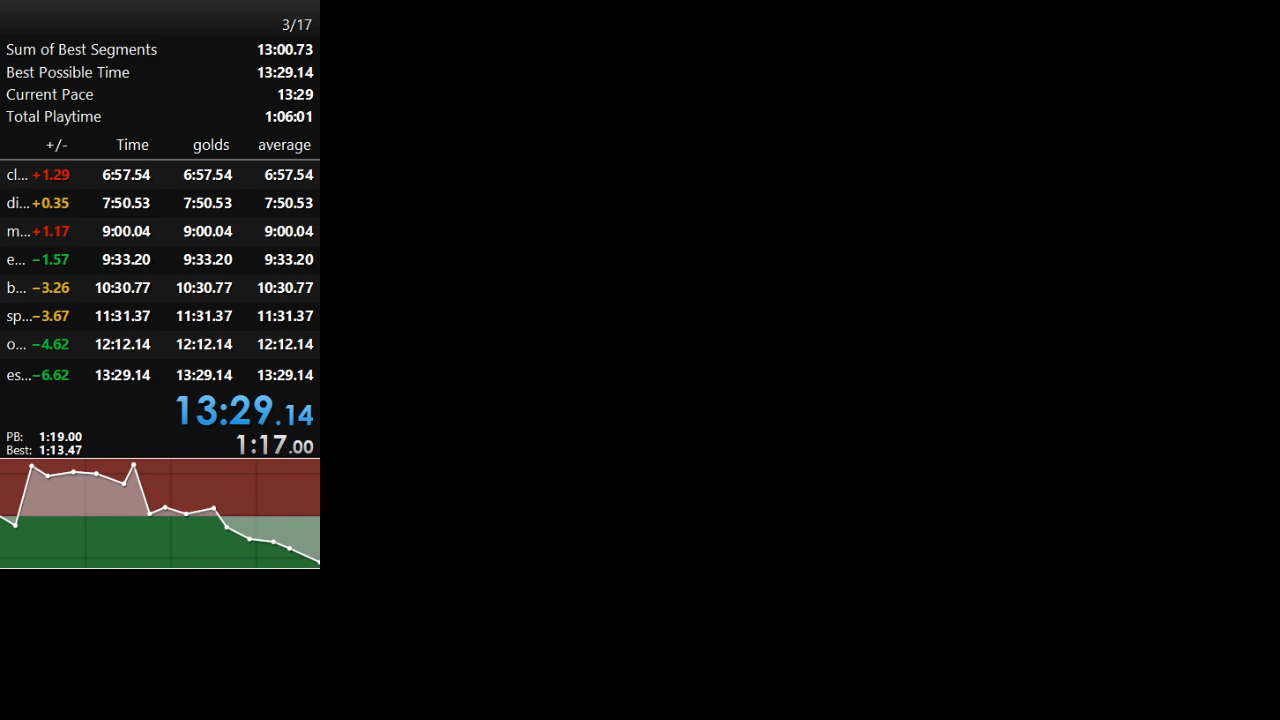 3/17
Sum of Best Segments 13:00.73
Best Possible Time 13:29.14
Current Pace 13:29
Total Playtime 1:06:01
+/- Time golds average
cl... +1.29 6:57.54 6:57.54 6:57.54
di... +0.35 7:50.53 7:50.53 7:50.53
m... +1.17 9:00.04 9:00.04 9:00.04
e... −1.57 9:33.20 9:33.20 9:33.20
b... −3.26 10:30.77 10:30.77 10:30.77
sp... −3.67 11:31.37 11:31.37 11:31.37
o... −4.62 12:12.14 12:12.14 12:12.14
es... −6.62 13:29.14 13:29.14 13:29.14
13:29.14
PB: 1:19.00
Best: 1:13.47
1:17.00